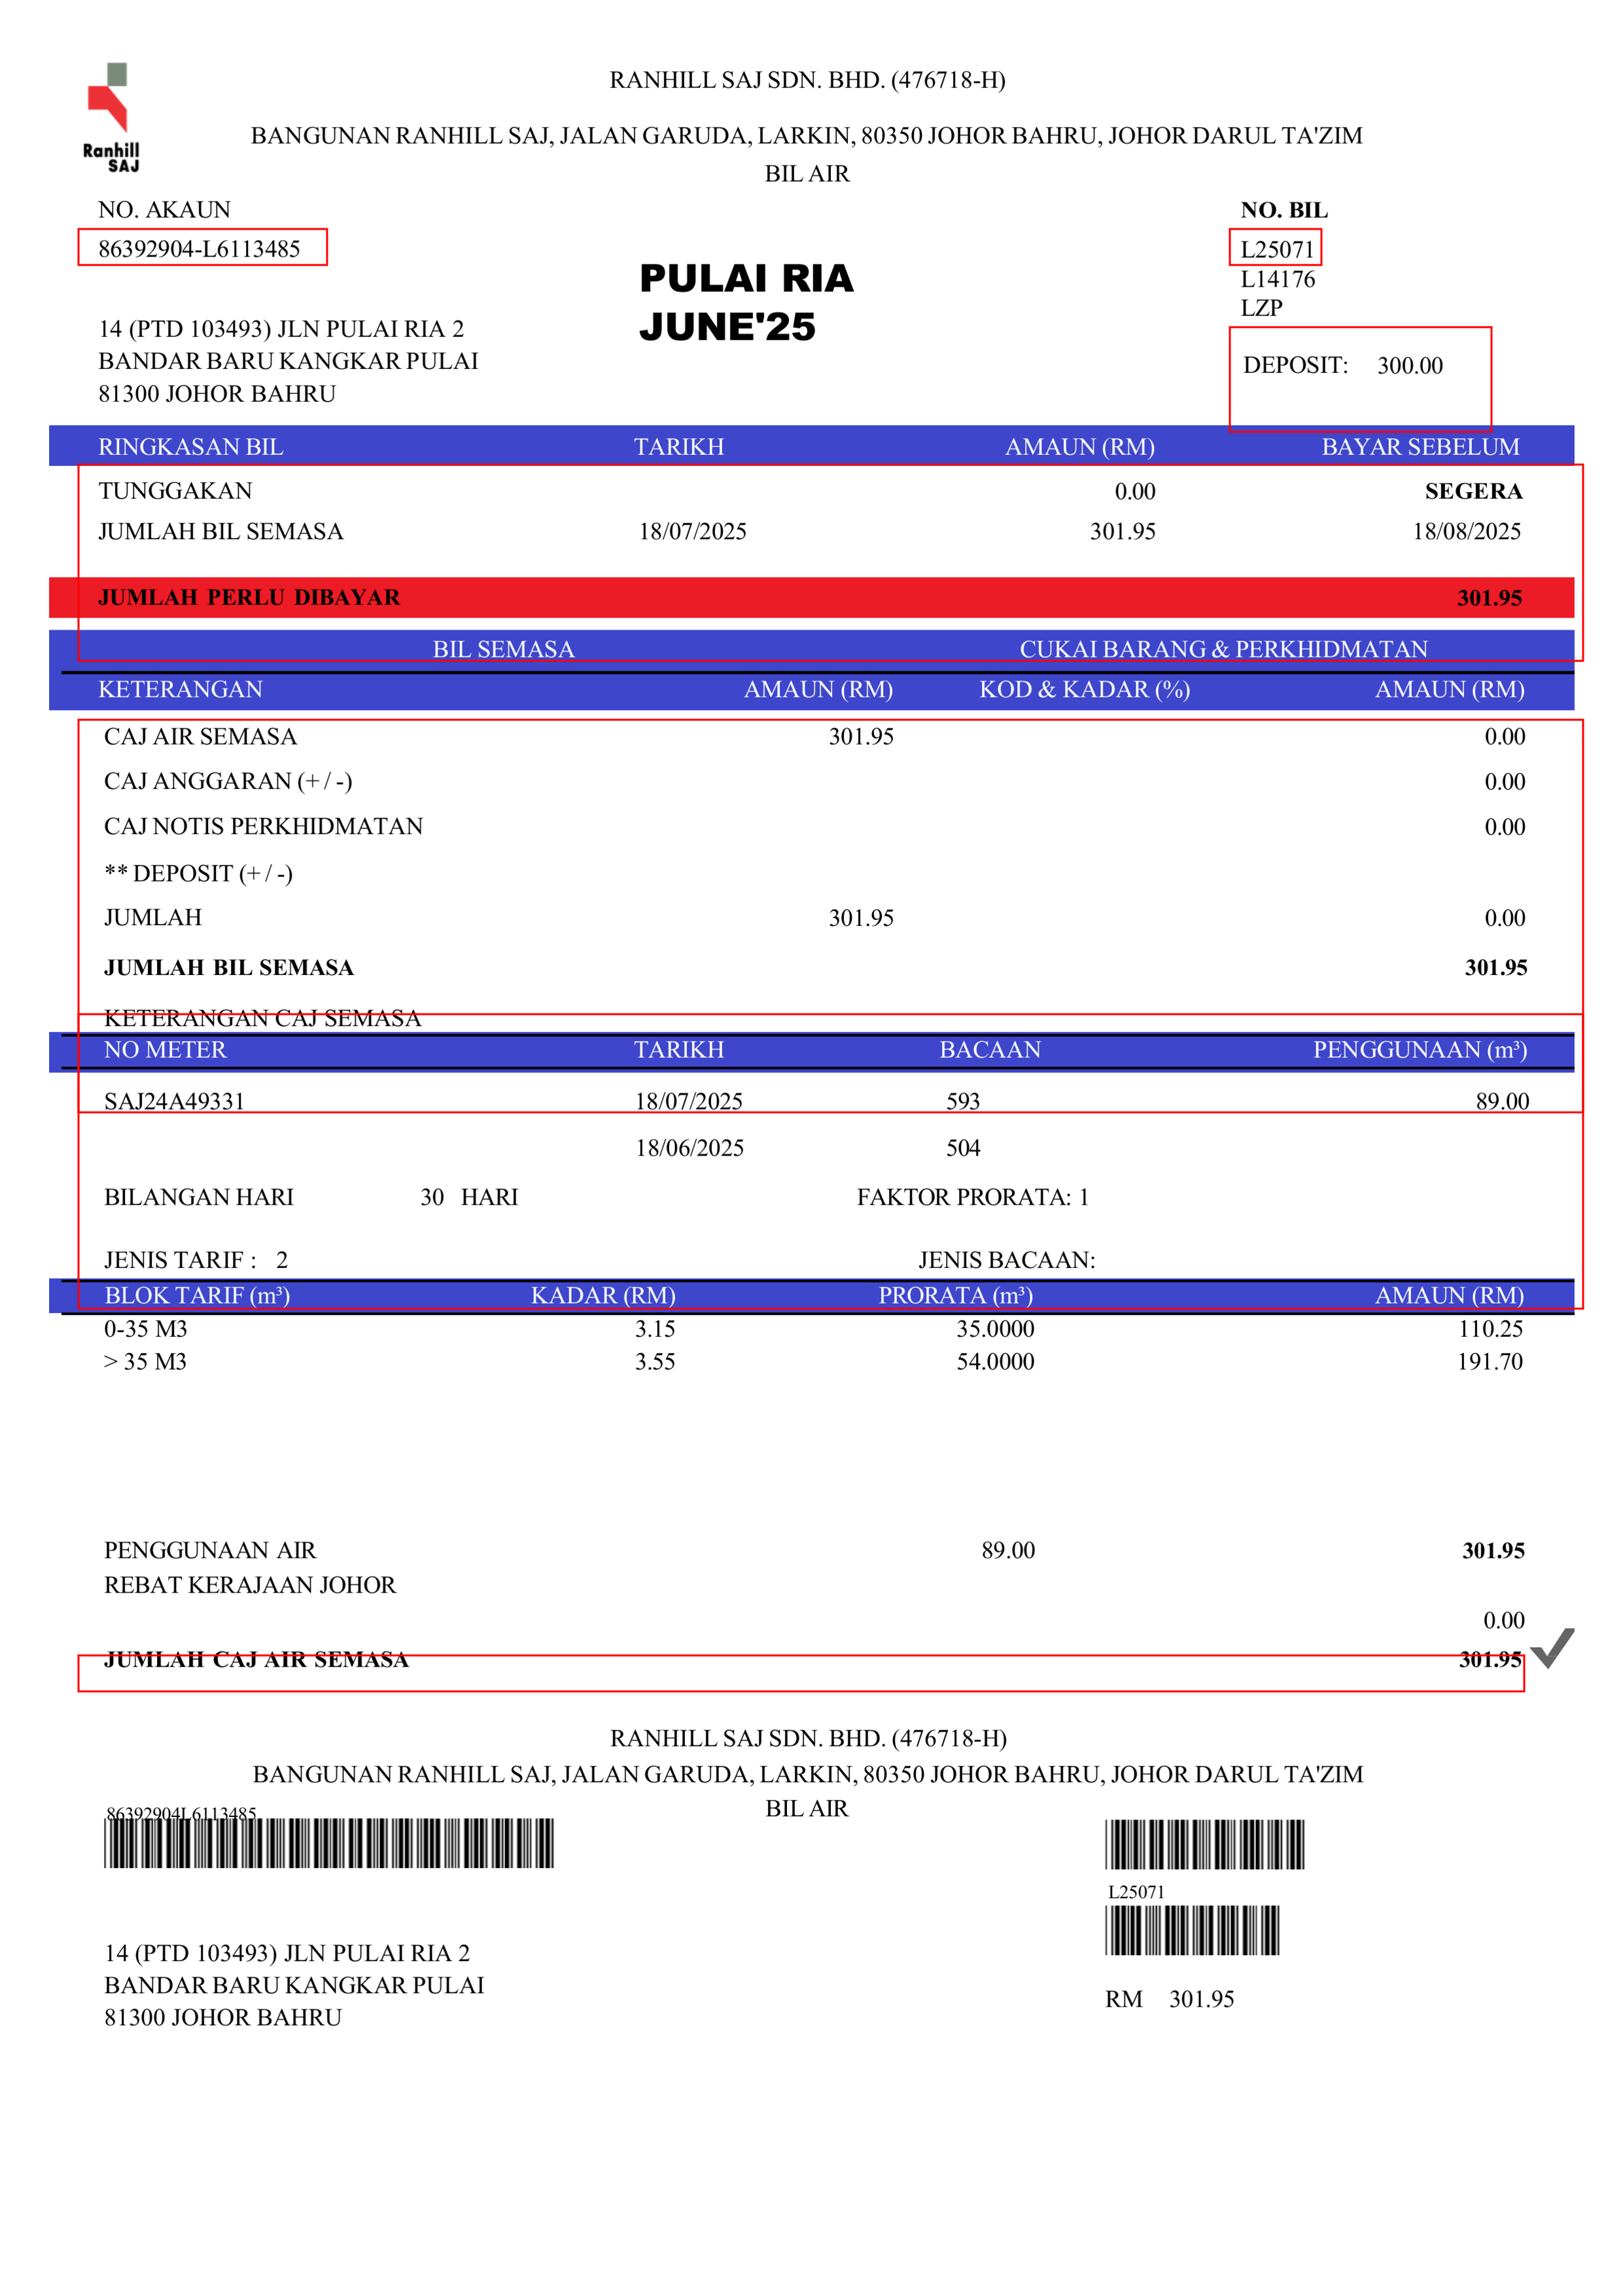 Ranhill
SAJ
RANHILL SAJ SDN. BHD. (476718-H)
BANGUNAN RANHILL SAJ, JALAN GARUDA, LARKIN, 80350 JOHOR BAHRU, JOHOR DARUL TA'ZIM
BIL AIR
NO. AKAUN NO. BIL
86392904-L6113485 L25071
L14176
LZP
PULAI RIA
JUNE'25
14 (PTD 103493) JLN PULAI RIA 2
BANDAR BARU KANGKAR PULAI
81300 JOHOR BAHRU
DEPOSIT: 300.00
RINGKASAN BIL TARIKH AMAUN (RM) BAYAR SEBELUM
TUNGGAKAN 0.00 SEGERA
JUMLAH BIL SEMASA 18/07/2025 301.95 18/08/2025
JUMLAH PERLU DIBAYAR 301.95
BIL SEMASA CUKAI BARANG & PERKHIDMATAN
KETERANGAN AMAUN (RM) KOD & KADAR (%) AMAUN (RM)
CAJ AIR SEMASA 301.95 0.00
CAJ ANGGARAN (+ / -) 0.00
CAJ NOTIS PERKHIDMATAN 0.00
** DEPOSIT (+ / -)
JUMLAH 301.95 0.00
JUMLAH BIL SEMASA 301.95
KETERANGAN CAJ SEMASA
NO METER TARIKH BACAAN PENGGUNAAN (m³)
SAJ24A49331 18/07/2025 593 89.00
18/06/2025 504
BILANGAN HARI 30 HARI FAKTOR PRORATA: 1
JENIS TARIF : 2 JENIS BACAAN:
BLOK TARIF (m³) KADAR (RM) PRORATA (m³) AMAUN (RM)
0-35 M3 3.15 35.0000 110.25
> 35 M3 3.55 54.0000 191.70
PENGGUNAAN AIR 89.00 301.95
REBAT KERAJAAN JOHOR
0.00
JUMLAH CAJ AIR SEMASA 301.95
RANHILL SAJ SDN. BHD. (476718-H)
BANGUNAN RANHILL SAJ, JALAN GARUDA, LARKIN, 80350 JOHOR BAHRU, JOHOR DARUL TA'ZIM
BIL AIR
86392904L6113485
L25071
14 (PTD 103493) JLN PULAI RIA 2
BANDAR BARU KANGKAR PULAI
81300 JOHOR BAHRU
RM 301.95